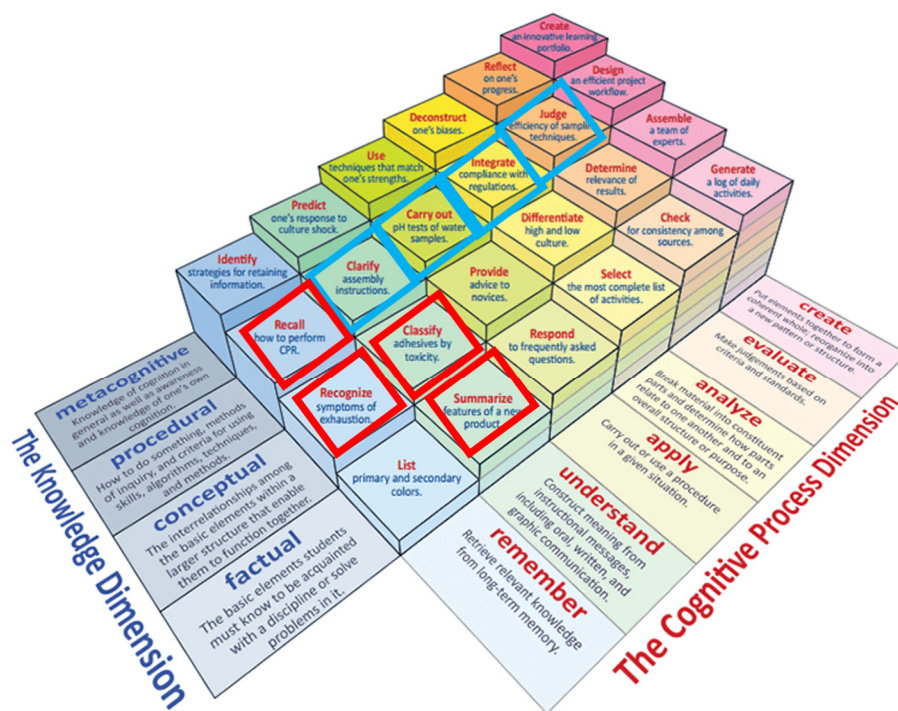 Create
an innovative learning
portfolio.
Reflect
on one's
progress.
Design
an efficient project
workflow.
Deconstruct
one's biases.
Judge
efficiency of sampling
techniques.
Assemble
a team of
experts.
Use
techniques that match
one's strengths.
Integrate
compliance with
regulations.
Determine
relevance of
results.
Generate
a log of daily
activities.
Predict
one's response to
culture shock.
Carry out
pH tests of water
samples.
Differentiate
high and low
culture.
Check
for consistency among
sources.
Identify
strategies for retaining
information.
Clarify
assembly
instructions.
Provide
advice to
novices.
Select
the most complete list
of activities.
Recall
how to perform
CPR.
Classify
adhesives by
toxicity.
Respond
to frequently asked
questions.
Recognize
symptoms of
exhaustion.
Summarize
features of a new
product
List
primary and secondary
colors.
The Knowledge Dimension
metacognitive
Knowledge of cognition in
general as well as awareness
and knowledge of one's own
cognition.
procedural
How to do something, methods
of inquiry, and criteria for using
skills, algorithms, techniques,
and methods.
conceptual
The interrelationships among
the basic elements within a
larger structure that enable
them to function together.
factual
The basic elements students
must know to be acquainted
with a discipline or solve
problems in it.
The Cognitive Process Dimension
create
Put elements together to form a
coherent whole; reorganize into
a new pattern or structure.
evaluate
Make judgements based on
criteria and standards.
analyze
Break material into constituent
parts and determine how parts
relate to one another and to an
overall structure or purpose.
apply
Carry out or use a procedure
in a given situation.
understand
Construct meaning from
instructional messages,
including oral, written, and
graphic communication.
remember
Retrieve relevant knowledge
from long-term memory.